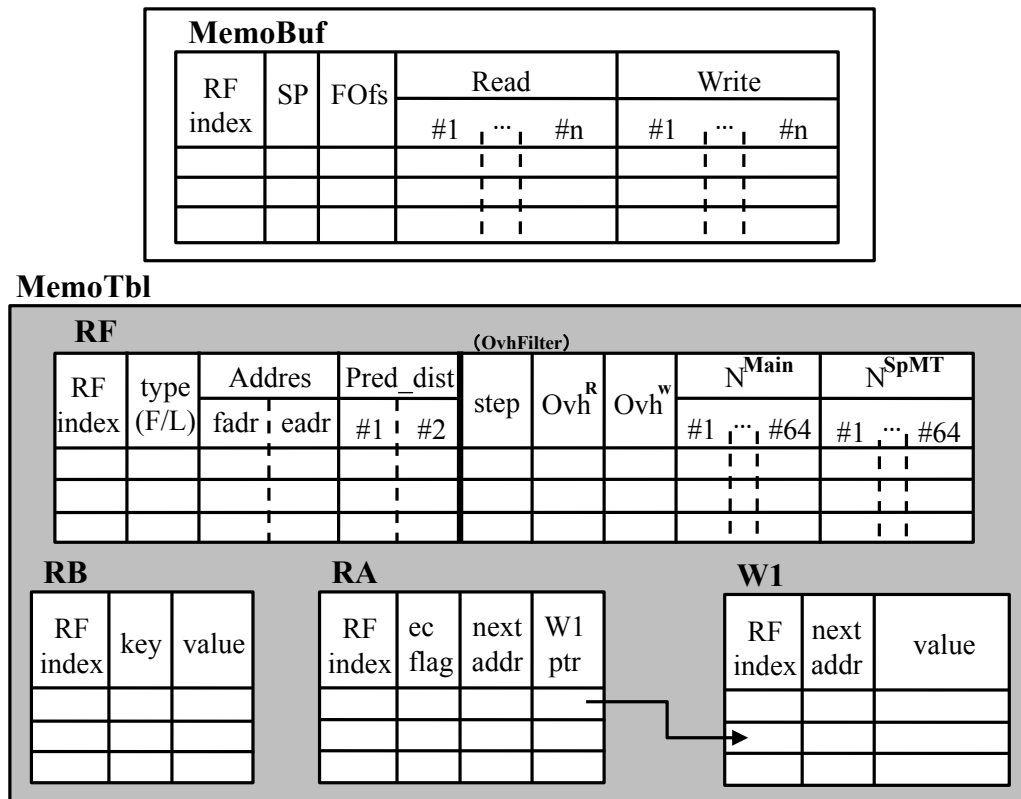 MemoBuf
RF index SP FOfs Read Write
#1 ... #n #1 ... #n
MemoTbl
RF
(OvhFilter)
RF index type (F/L) Addres Pred_dist step Ovh^R Ovh^w N^Main N^SpMT
fadr eadr #1 #2 #1 ... #64 #1 ... #64
RB
RF index key value
RA
RF index ec flag next addr W1 ptr
W1
RF index next addr value